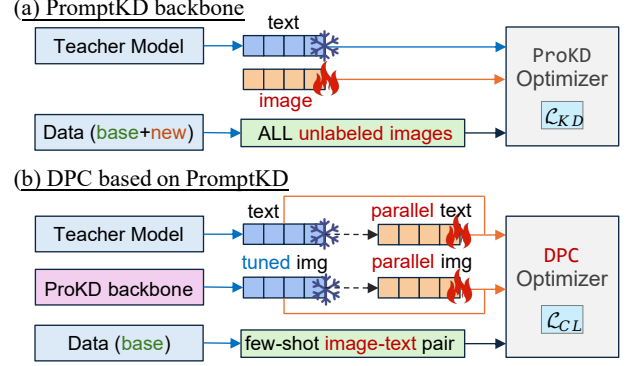 (a) PromptKD backbone
text
Teacher Model
image
ProKD
Optimizer
ℒ_KD
Data (base+new)
ALL unlabeled images
(b) DPC based on PromptKD
text
parallel text
Teacher Model
tuned img
parallel img
ProKD backbone
DPC
Optimizer
ℒ_CL
Data (base)
few-shot image-text pair